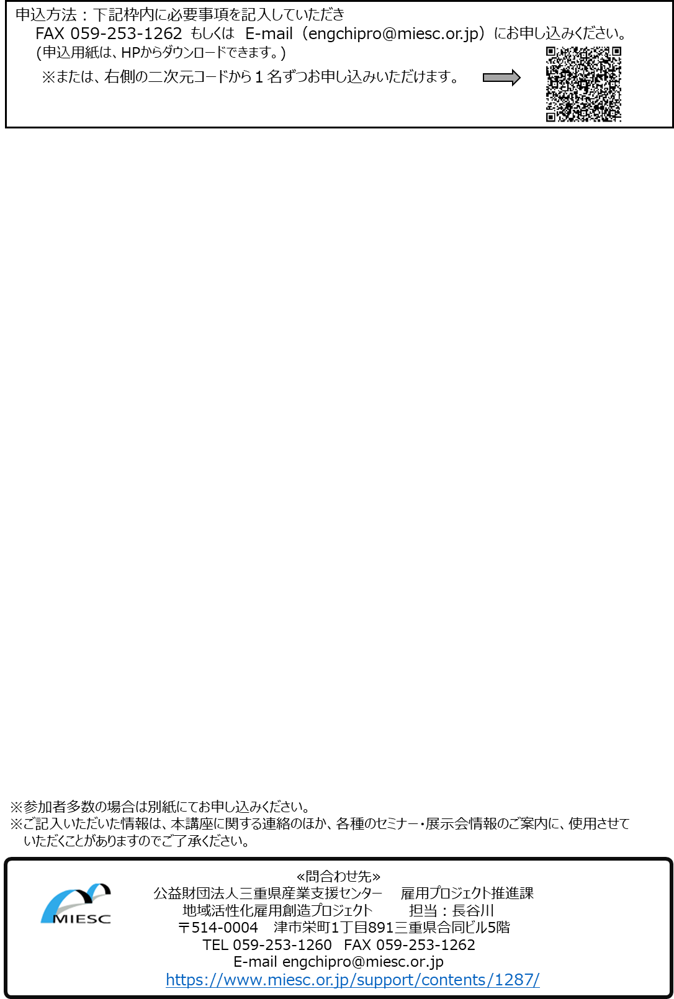 申込方法：下記枠内に必要事項を記入していただき
FAX 059-253-1262 もしくは E-mail（engchipro@miesc.or.jp）にお申し込みください。
(申込用紙は、HPからダウンロードできます。)
※または、右側の二次元コードから１名ずつお申し込みいただけます。
※参加者多数の場合は別紙にてお申し込みください。
※ご記入いただいた情報は、本講座に関する連絡のほか、各種のセミナー・展示会情報のご案内に、使用させて
いただくことがありますのでご了承ください。
≪問合わせ先≫
公益財団法人三重県産業支援センター　雇用プロジェクト推進課
地域活性化雇用創造プロジェクト　　担当：長谷川
〒514-0004　津市栄町1丁目891三重県合同ビル5階
TEL 059-253-1260 FAX 059-253-1262
E-mail engchipro@miesc.or.jp
https://www.miesc.or.jp/support/contents/1287/
MIESC